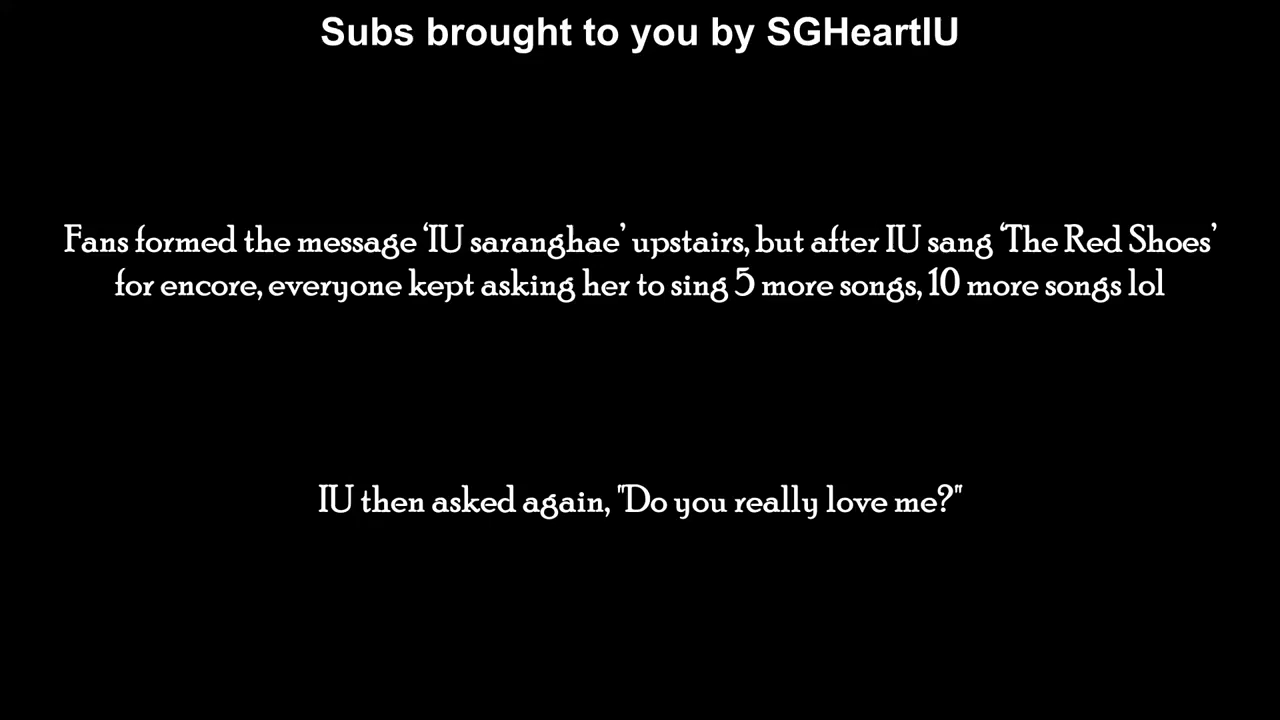 Subs brought to you by SGHeartIU
Fans formed the message ‘IU saranghae’ upstairs, but after IU sang ‘The Red Shoes’
for encore, everyone kept asking her to sing 5 more songs, 10 more songs lol
IU then asked again, "Do you really love me?"